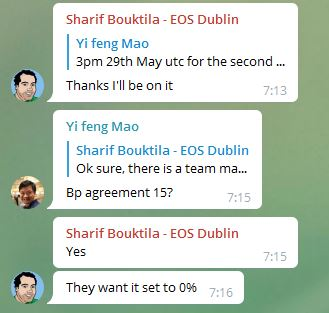 Sharif Bouktila - EOS Dublin
Yi feng Mao
3pm 29th May utc for the second ...
Thanks I'll be on it
7:13
Yi feng Mao
Sharif Bouktila - EOS Dublin
Ok sure, there is a team ma...
Bp agreement 15?
7:15
Sharif Bouktila - EOS Dublin
Yes
7:15
They want it set to 0%
7:16